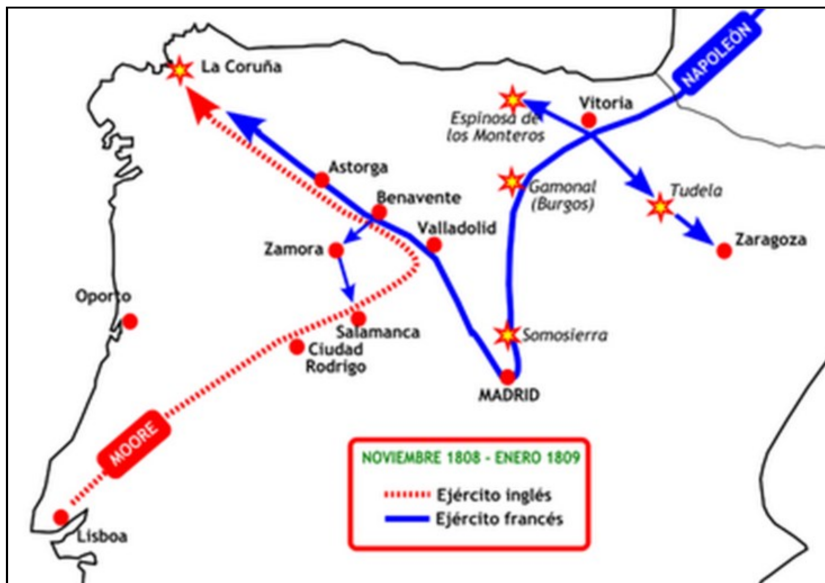 NAPOLEÓN
La Coruña
Vitoria
Espinosa de
los Monteros
Astorga
Gamonal
(Burgos)
Tudela
Benavente
Valladolid
Zamora
Zaragoza
Oporto
Salamanca
Somosierra
Ciudad
Rodrigo
MADRID
MOORE
NOVIEMBRE 1808 - ENERO 1809
Ejército inglés
Ejército francés
Lisboa